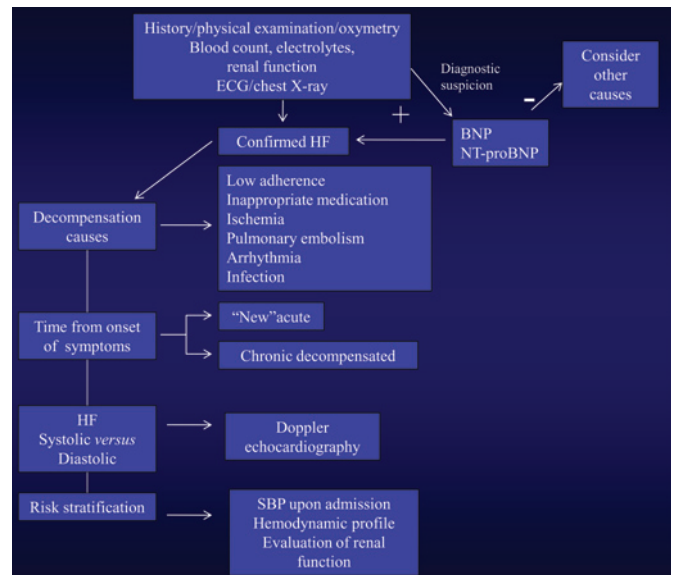 History/physical examination/oxymetry
Blood count, electrolytes,
renal function
ECG/chest X-ray
Diagnostic
suspicion
Consider
other
causes
+
-
BNP
NT-proBNP
Confirmed HF
Decompensation
causes
Low adherence
Inappropriate medication
Ischemia
Pulmonary embolism
Arrhythmia
Infection
Time from onset
of symptoms
“New”acute
Chronic decompensated
HF
Systolic versus
Diastolic
Doppler
echocardiography
Risk stratification
SBP upon admission
Hemodynamic profile
Evaluation of renal
function